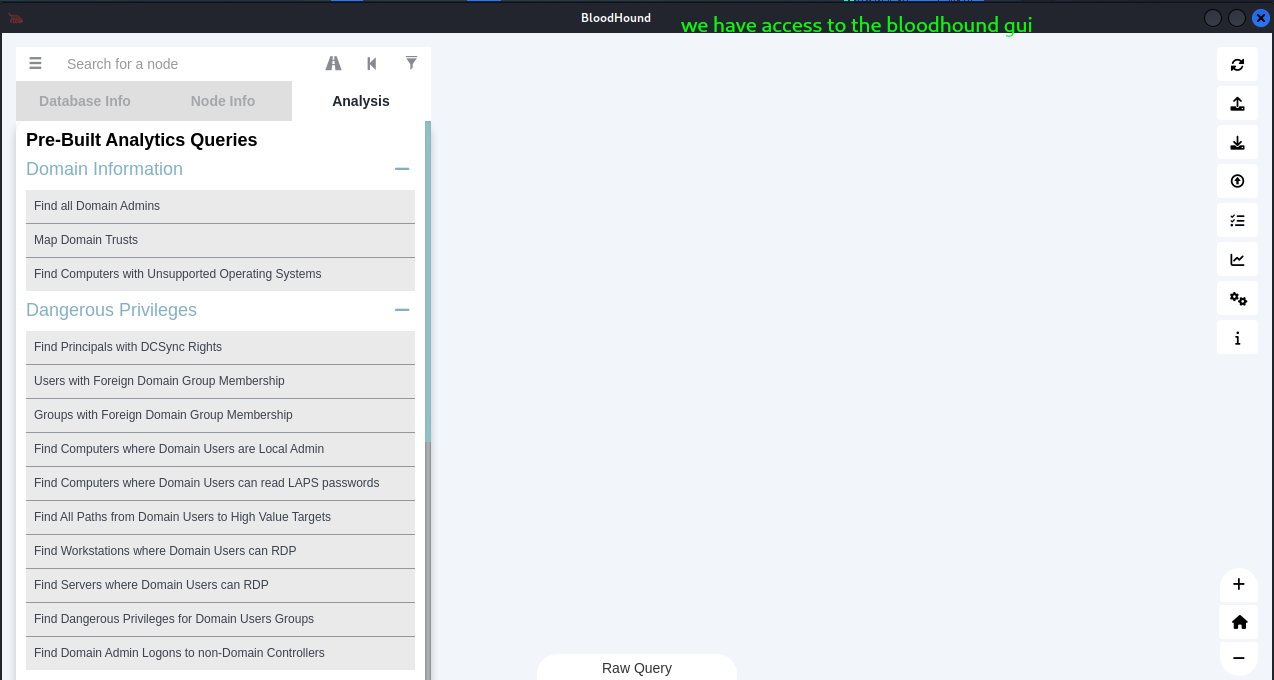 BloodHound
we have access to the bloodhound gui
Search for a node
Database Info
Node Info
Analysis
Pre-Built Analytics Queries
Domain Information
Find all Domain Admins
Map Domain Trusts
Find Computers with Unsupported Operating Systems
Dangerous Privileges
Find Principals with DCSync Rights
Users with Foreign Domain Group Membership
Groups with Foreign Domain Group Membership
Find Computers where Domain Users are Local Admin
Find Computers where Domain Users can read LAPS passwords
Find All Paths from Domain Users to High Value Targets
Find Workstations where Domain Users can RDP
Find Servers where Domain Users can RDP
Find Dangerous Privileges for Domain Users Groups
Find Domain Admin Logons to non-Domain Controllers
Raw Query